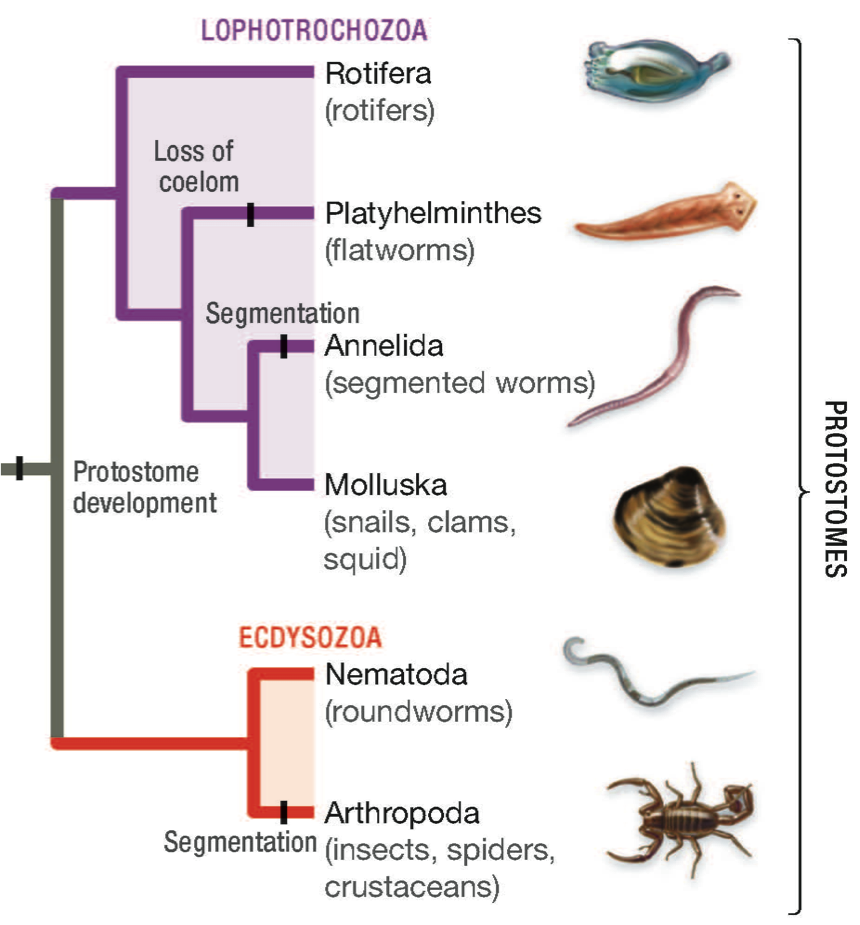 LOPHOTROCHOZOA
Rotifera
(rotifers)
Loss of
coelom
Platyhelminthes
(flatworms)
Segmentation
Annelida
(segmented worms)
Protostome
development
Molluska
(snails, clams,
squid)
PROTOSTOMES
ECDYSOZOA
Nematoda
(roundworms)
Arthropoda
Segmentation
(insects, spiders,
crustaceans)